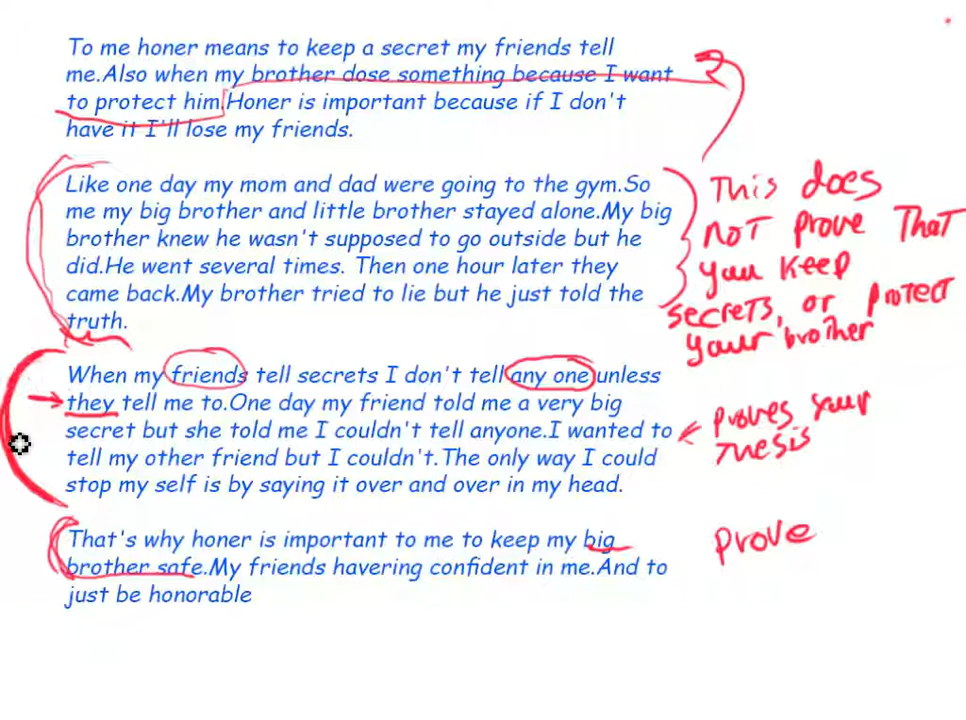 To me honer means to keep a secret my friends tell
me.Also when my brother dose something because I want
to protect him.Honer is important because if I don't
have it I'll lose my friends.
Like one day my mom and dad were going to the gym.So
me my big brother and little brother stayed alone.My big
brother knew he wasn't supposed to go outside but he
did.He went several times. Then one hour later they
came back.My brother tried to lie but he just told the
truth.
This does
NOT prove That
you keep
secrets, or protect
your brother
When my friends tell secrets I don't tell any one unless
they tell me to.One day my friend told me a very big
secret but she told me I couldn't tell anyone.I wanted to
tell my other friend but I couldn't.The only way I could
stop my self is by saying it over and over in my head.
proves your
Thesis
That's why honer is important to me to keep my big
brother safe.My friends havering confident in me.And to
just be honorable
prove